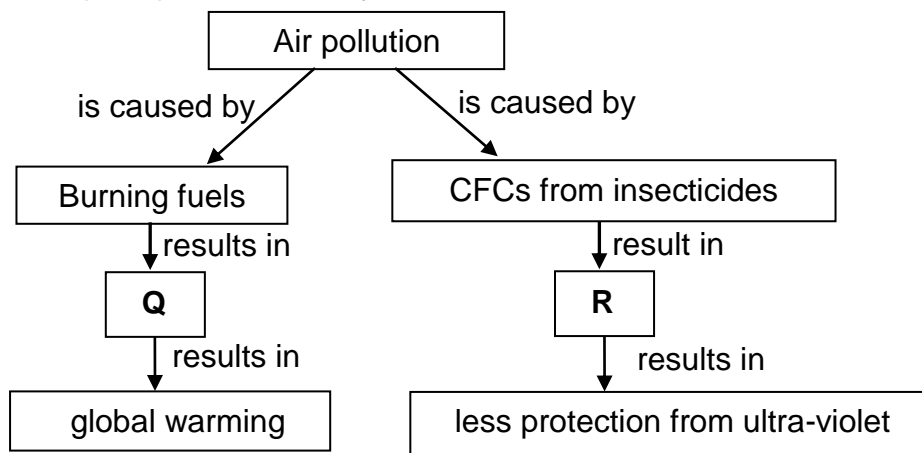 Air pollution
is caused by
is caused by
Burning fuels
CFCs from insecticides
results in
result in
Q
R
results in
results in
global warming
less protection from ultra-violet